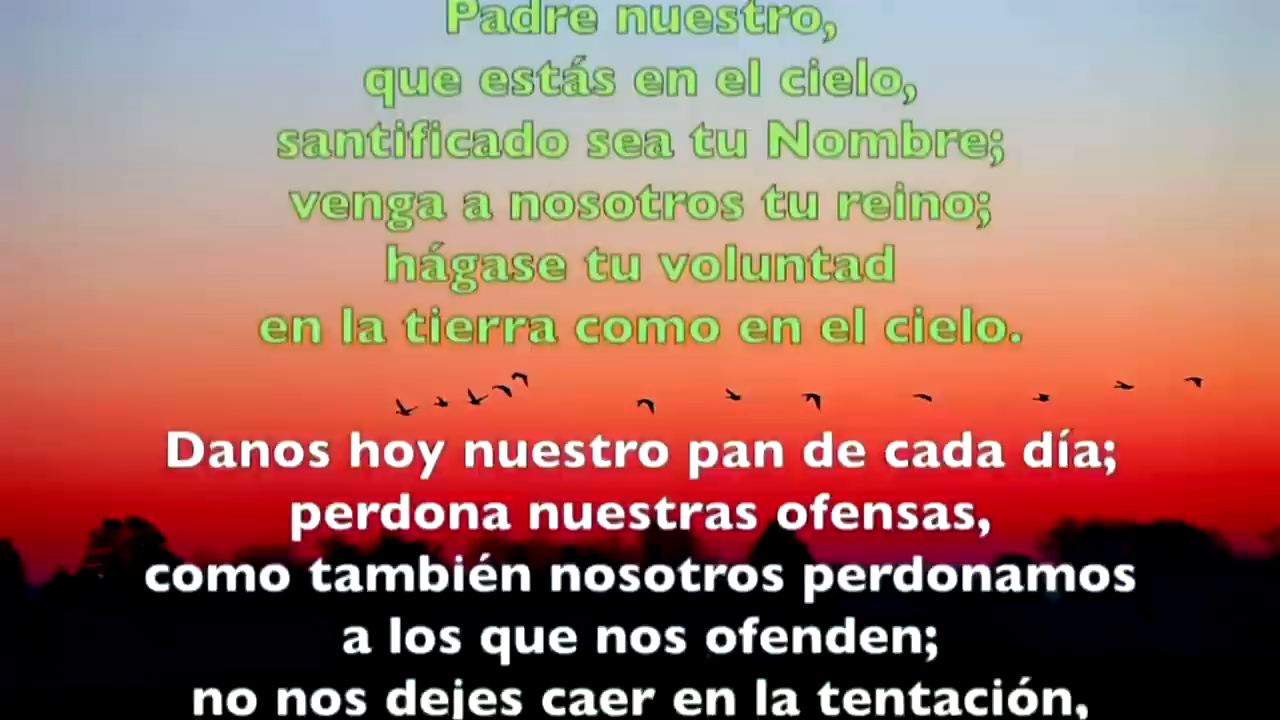 Padre nuestro,
que estás en el cielo,
santificado sea tu Nombre;
venga a nosotros tu reino;
hágase tu voluntad
en la tierra como en el cielo.
Danos hoy nuestro pan de cada día;
perdona nuestras ofensas,
como también nosotros perdonamos
a los que nos ofenden;
no nos dejes caer en la tentación,